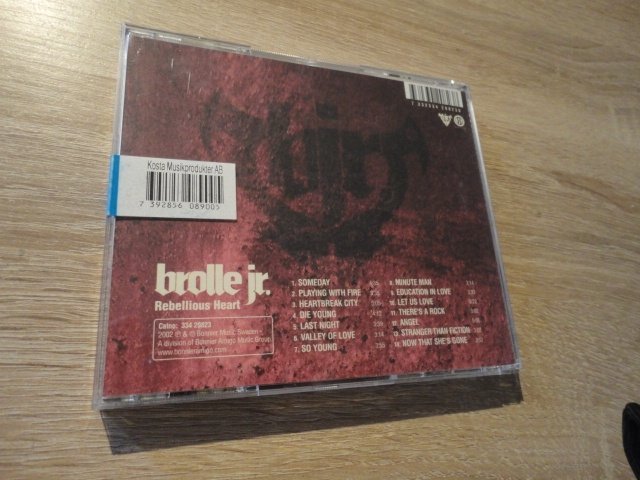 Kosta Musikprodukter AB
7 392856 089005
brolle jr.
Rebellious Heart
Catno: 334 29823
2002 ℗ & © Bonnier Music Sweden -
A division of Bonnier Amigo Music Group.
www.bonnieramigo.com
1. SOMEDAY
2. PLAYING WITH FIRE
3. HEARTBREAK CITY
4. DIE YOUNG
5. LAST NIGHT
6. VALLEY OF LOVE
7. SO YOUNG
8. MINUTE MAN
9. EDUCATION IN LOVE
10. LET US LOVE
11. THERE'S A ROCK
12. ANGEL
13. STRANGER THAN FICTION
14. NOW THAT SHE'S GONE